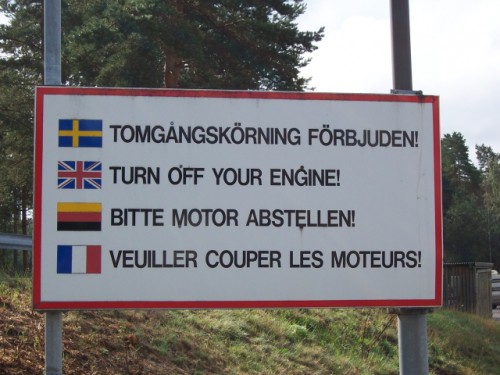 TOMGÅNGSKÖRNING FÖRBJUDEN!
TURN OFF YOUR ENGINE!
BITTE MOTOR ABSTELLEN!
VEUILLER COUPER LES MOTEURS!